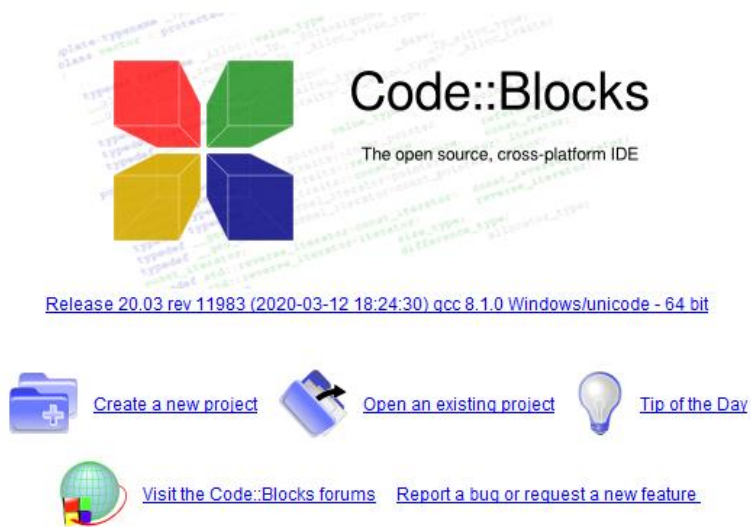 Code::Blocks
The open source, cross-platform IDE
Release 20.03 rev 11983 (2020-03-12 18:24:30) gcc 8.1.0 Windows/unicode - 64 bit
Create a new project
Open an existing project
Tip of the Day
Visit the Code::Blocks forums
Report a bug or request a new feature